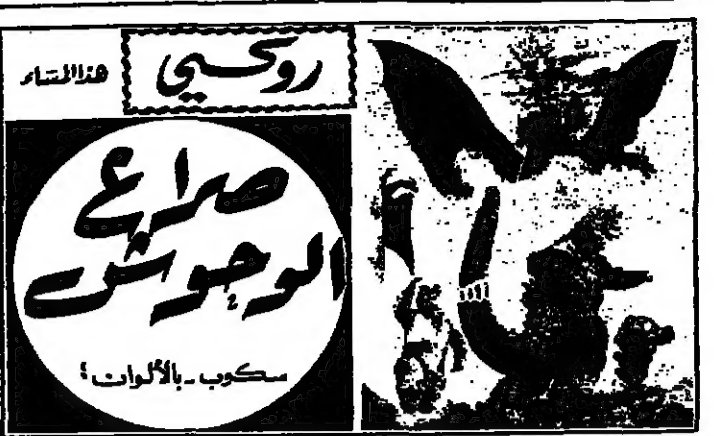 روكسي
هذا المساء
صراع
الوحوش
سكوب - بالألوان !